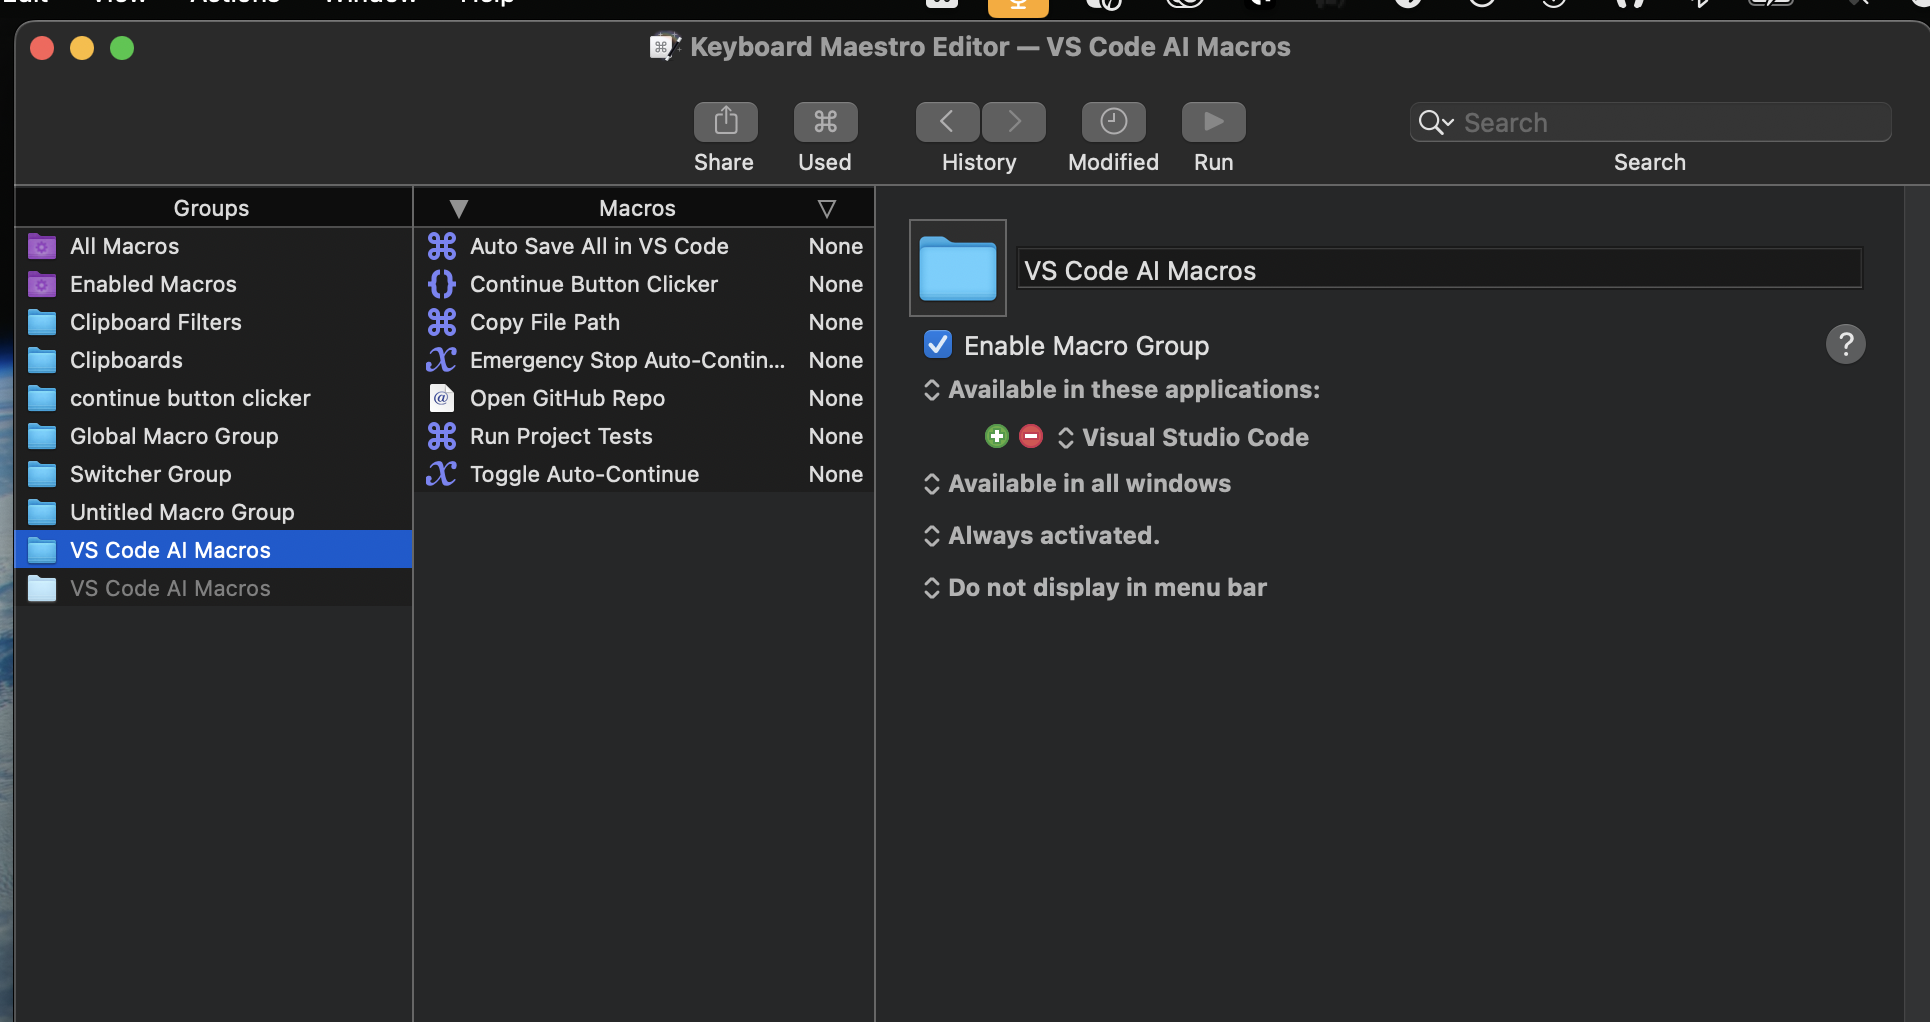 Edit View Actions Window Help
Keyboard Maestro Editor — VS Code AI Macros
Share Used History Modified Run Search
Search
Groups
All Macros
Enabled Macros
Clipboard Filters
Clipboards
continue button clicker
Global Macro Group
Switcher Group
Untitled Macro Group
VS Code AI Macros
VS Code AI Macros
Macros
Auto Save All in VS Code None
Continue Button Clicker None
Copy File Path None
Emergency Stop Auto-Contin... None
Open GitHub Repo None
Run Project Tests None
Toggle Auto-Continue None
VS Code AI Macros
Enable Macro Group
?
Available in these applications:
Visual Studio Code
Available in all windows
Always activated.
Do not display in menu bar